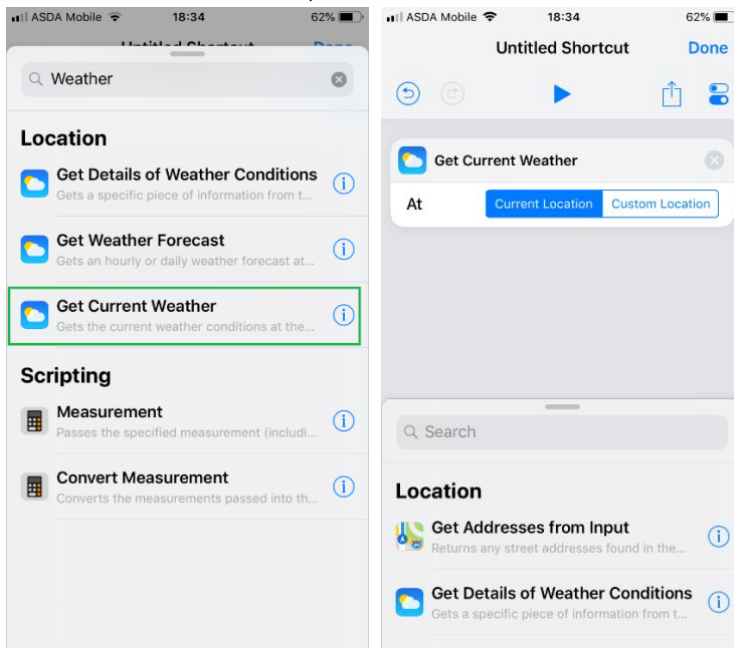 ASDA Mobile 18:34 62%
Done
Weather
Location
Get Details of Weather Conditions
Gets a specific piece of information from t...
Get Weather Forecast
Gets an hourly or daily weather forecast at...
Get Current Weather
Gets the current weather conditions at the...
Scripting
Measurement
Passes the specified measurement (includi...
Convert Measurement
Converts the measurements passed into th...
ASDA Mobile 18:34 62%
Untitled Shortcut Done
Get Current Weather
At Current Location Custom Location
Search
Location
Get Addresses from Input
Returns any street addresses found in the...
Get Details of Weather Conditions
Gets a specific piece of information from t...